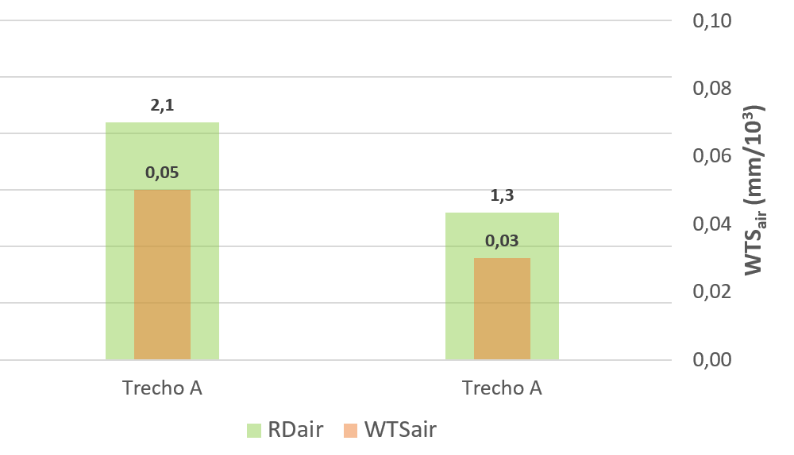 0,10
0,08
0,06
0,04
0,02
0,00
WTSair (mm/10³)
2,1
0,05
1,3
0,03
Trecho A
Trecho A
RDair
WTSair